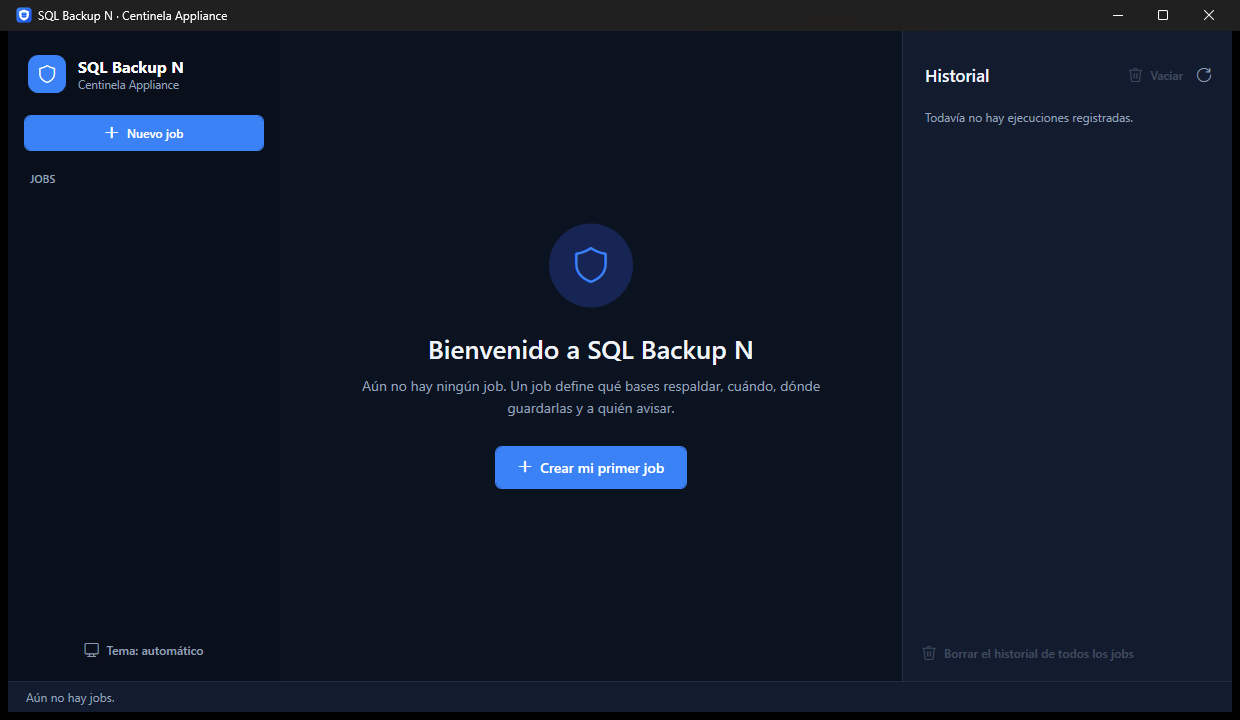 SQL Backup N · Centinela Appliance
SQL Backup N
Centinela Appliance
Nuevo job
JOBS
Tema: automático
Bienvenido a SQL Backup N
Aún no hay ningún job. Un job define qué bases respaldar, cuándo, dónde
guardarlas y a quién avisar.
Crear mi primer job
Historial
Vaciar
Todavía no hay ejecuciones registradas.
Borrar el historial de todos los jobs
Aún no hay jobs.